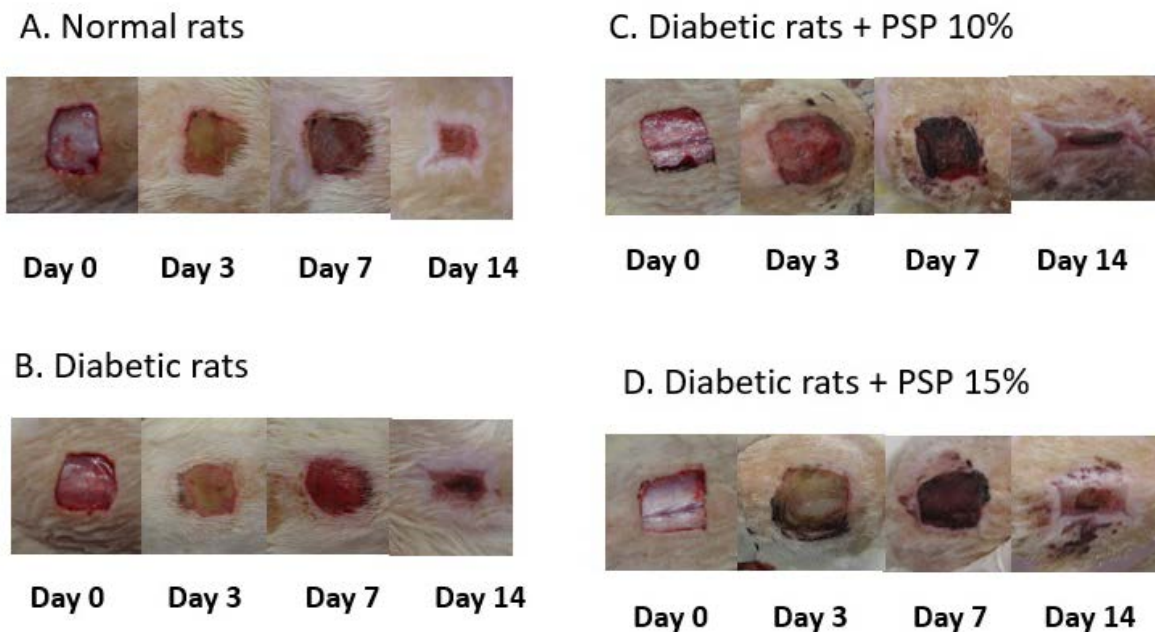 A. Normal rats
Day 0 Day 3 Day 7 Day 14
B. Diabetic rats
Day 0 Day 3 Day 7 Day 14
C. Diabetic rats + PSP 10%
Day 0 Day 3 Day 7 Day 14
D. Diabetic rats + PSP 15%
Day 0 Day 3 Day 7 Day 14